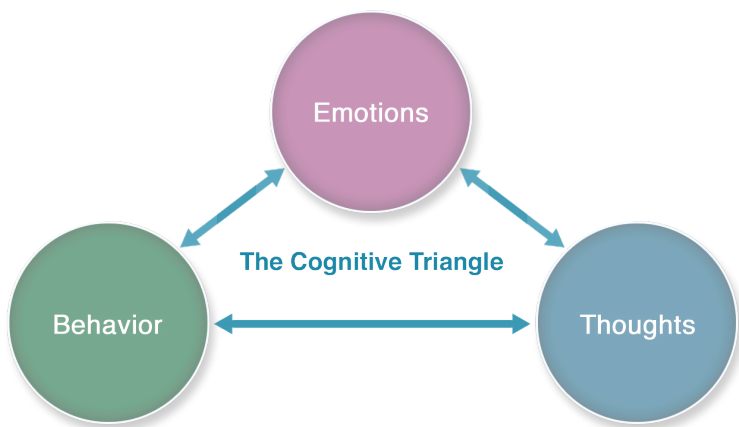 Emotions
The Cognitive Triangle
Behavior
Thoughts